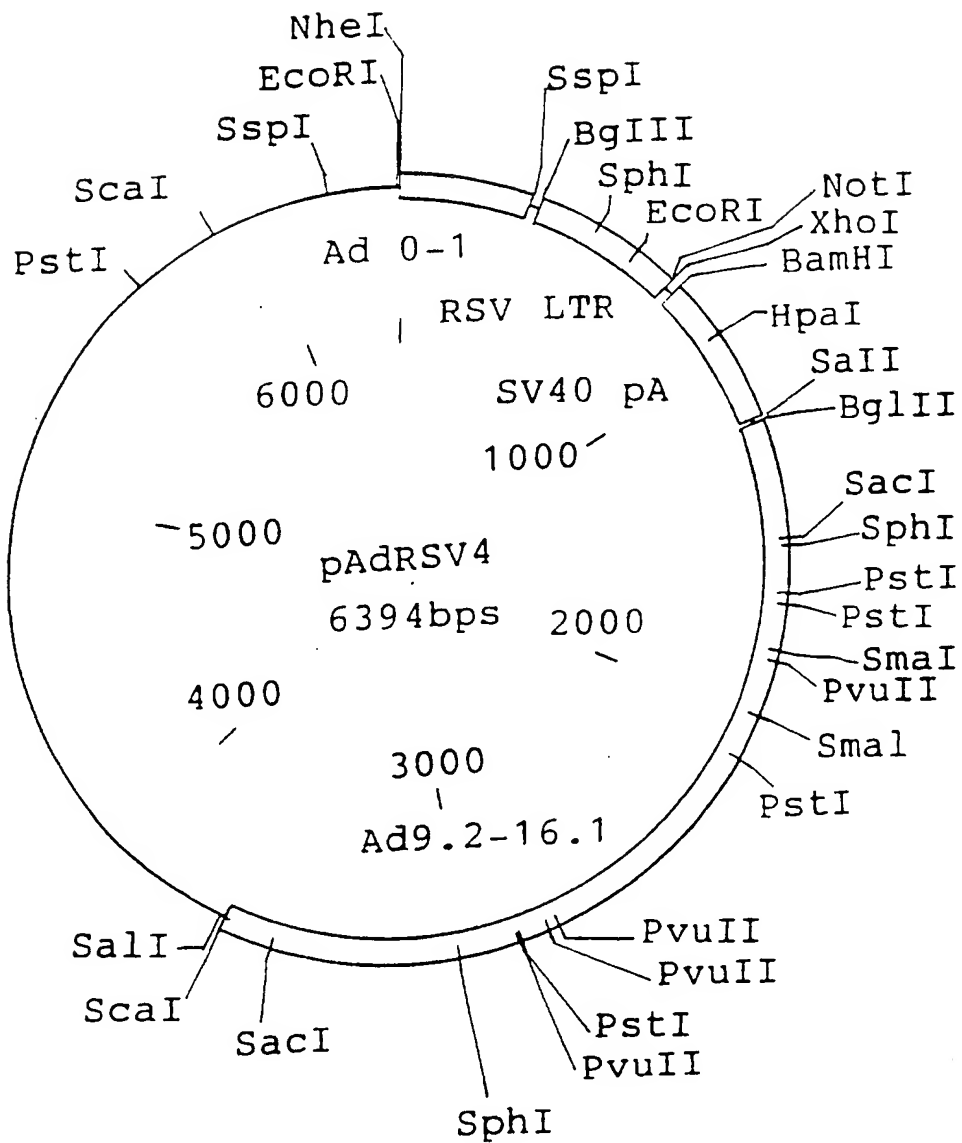 NheI
EcoRI
SspI
SspI
BgIII
ScaI
SphI
NotI
EcoRI
XhoI
PstI
Ad 0-1
BamHI
RSV LTR
HpaI
SaII
6000
SV40 pA
BglII
1000
SacI
5000
SphI
pAdRSV4
PstI
6394bps
2000
PstI
SmaI
4000
PvuII
Smal
3000
PstI
Ad9.2-16.1
SalI
PvuII
PvuII
ScaI
PstI
SacI
PvuII
SphI